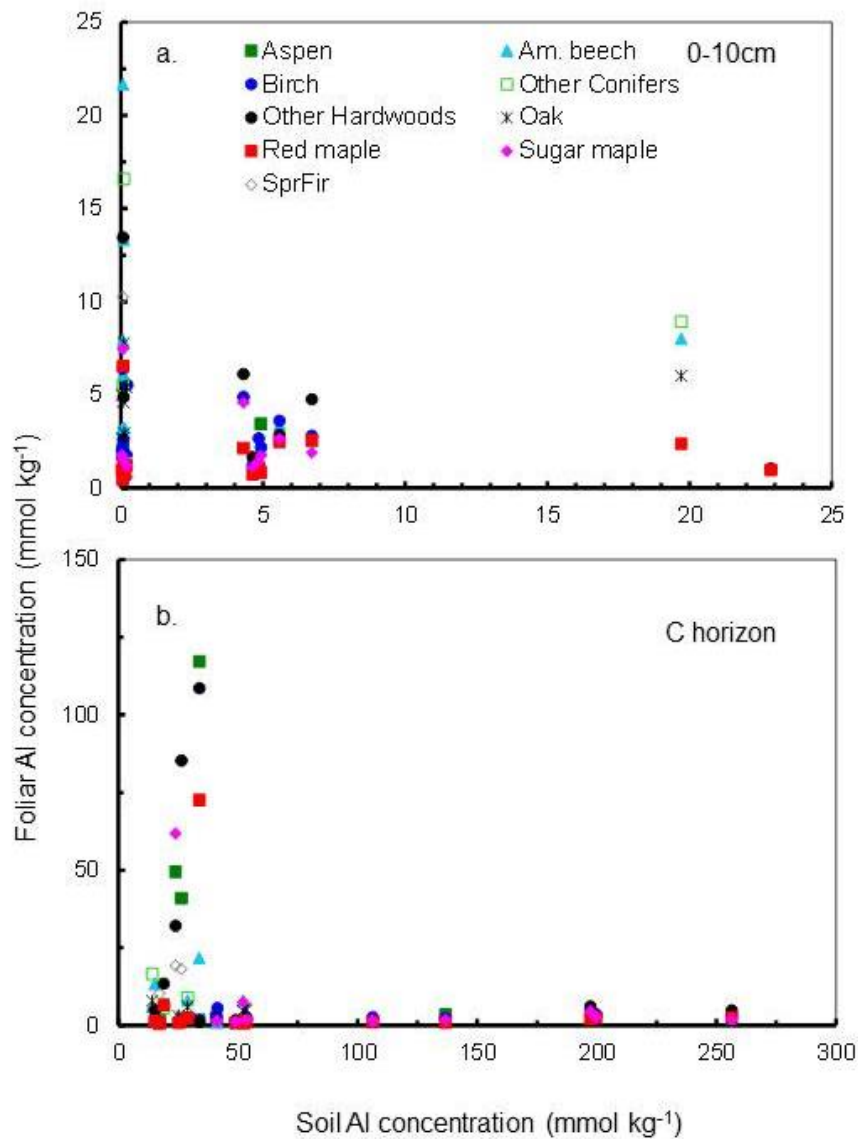 a.
0-10cm
Aspen
Am. beech
Birch
Other Conifers
Other Hardwoods
Oak
Red maple
Sugar maple
SprFir
25
20
15
10
5
0
0
5
10
15
20
25
Foliar Al concentration (mmol kg-1)
b.
C horizon
150
100
50
0
0
50
100
150
200
250
300
Soil Al concentration (mmol kg-1)